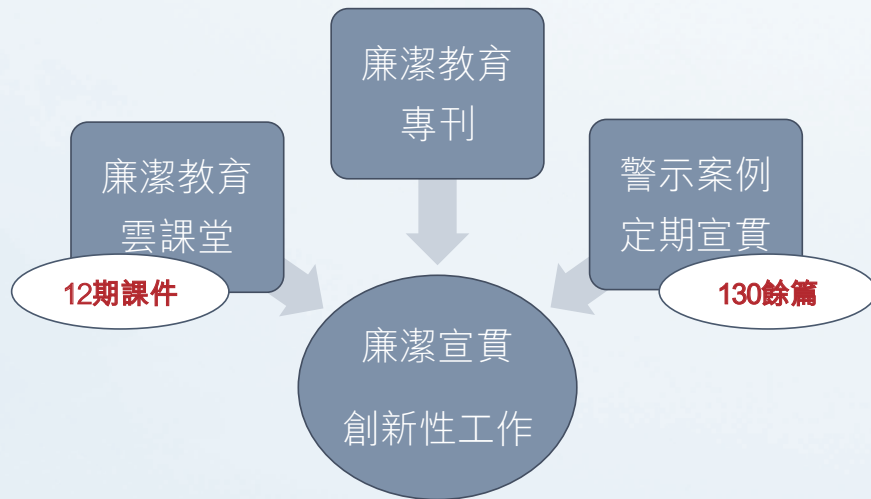 廉潔教育
專刊
廉潔教育
雲課堂
12期課件
警示案例
定期宣貫
130餘篇
廉潔宣貫
創新性工作